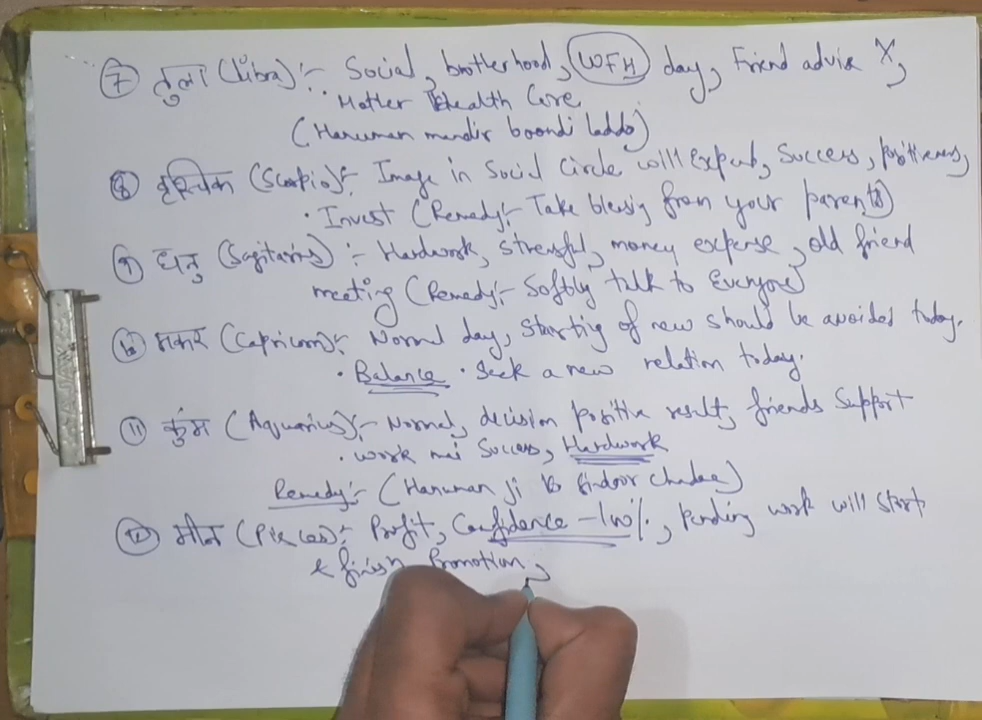 ⑦ तुला (Libra):- Social, brotherhood, WFH day, Friend advice X,
Mother Health Care
(Hanuman mandir boondi laddo)
⑧ वृश्चिक (Scorpio):- Image in Social Circle will Expand, Success, positiveness,
• Invest (Remedy:- Take blessing from your parents)
⑨ धनु (Sagitarius):- Hardwork, stressful, money expense, old friend
meeting (Remedy:- Softly talk to Everyone)
⑩ मकर (Capricorn):- Normal day, starting of new should be avoided today.
• Balance • Seek a new relation today.
⑪ कुंभ (Aquarius):- Normal, decision positive result, friends Support
• work mei Success, Hardwork
Remedy:- (Hanuman ji ko Sindoor chadae)
⑫ मीन (Pisces):- Profit, Confidence - 100%, Pending work will start
& finish Promotion,